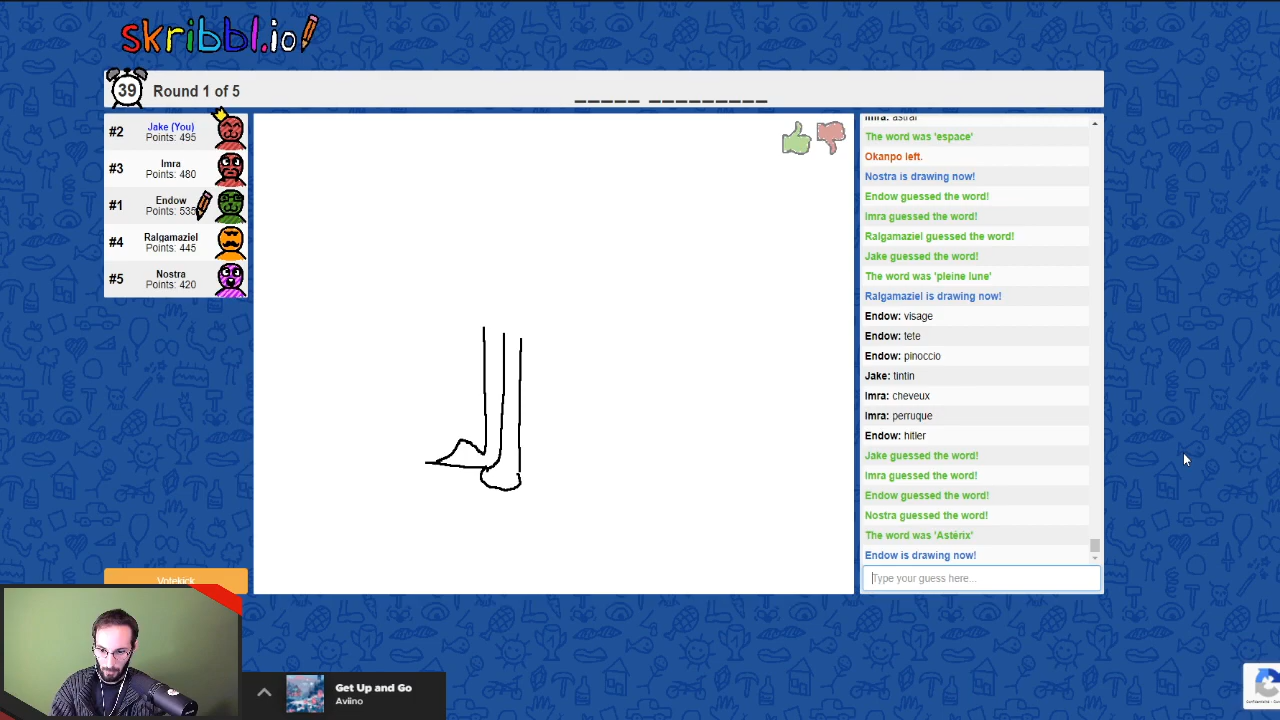 skribbl.io!
39
Round 1 of 5
_____ _________
#2 Jake (You)
Points: 495
#3 Imra
Points: 480
#1 Endow
Points: 535
#4 Ralgamaziel
Points: 445
#5 Nostra
Points: 420
Votekick
Imra: astral
The word was 'espace'
Okanpo left.
Nostra is drawing now!
Endow guessed the word!
Imra guessed the word!
Ralgamaziel guessed the word!
Jake guessed the word!
The word was 'pleine lune'
Ralgamaziel is drawing now!
Endow: visage
Endow: tete
Endow: pinoccio
Jake: tintin
Imra: cheveux
Imra: perruque
Endow: hitler
Jake guessed the word!
Imra guessed the word!
Endow guessed the word!
Nostra guessed the word!
The word was 'Astérix'
Endow is drawing now!
Type your guess here...
Get Up and Go
Aviino